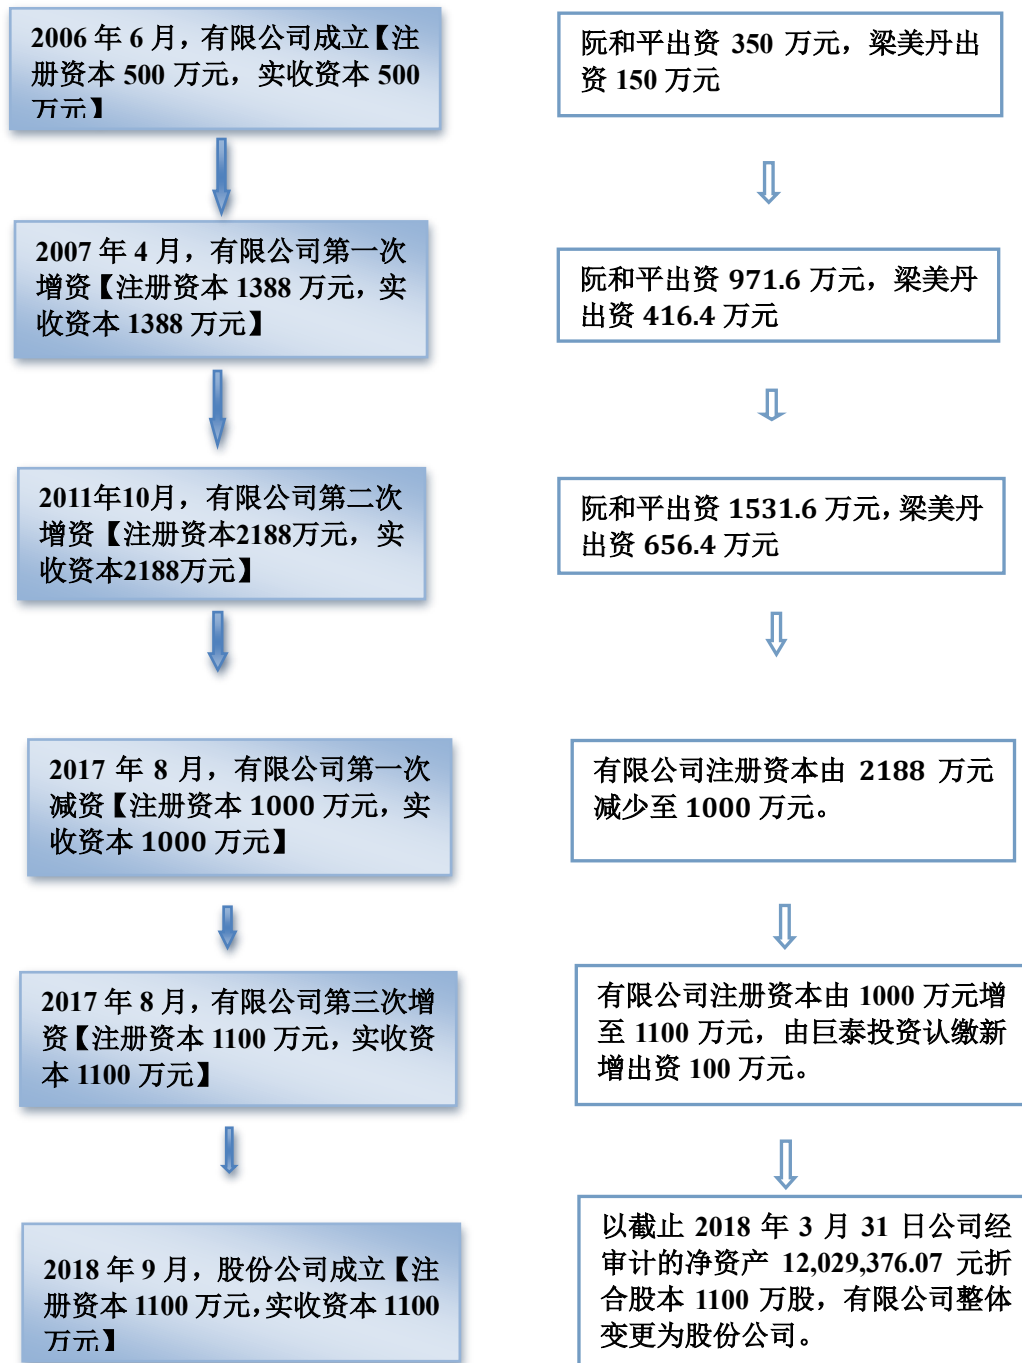 2006 年 6 月，有限公司成立【注
册资本 500 万元，实收资本 500
万元】
阮和平出资 350 万元，梁美丹出
资 150 万元
2007 年 4 月，有限公司第一次
增资【注册资本 1388 万元，实
收资本 1388 万元】
阮和平出资 971.6 万元，梁美丹
出资 416.4 万元
2011年10月，有限公司第二次
增资【注册资本2188万元，实
收资本2188万元】
阮和平出资 1531.6 万元，梁美丹
出资 656.4 万元
2017 年 8 月，有限公司第一次
减资【注册资本 1000 万元，实
收资本 1000 万元】
有限公司注册资本由 2188 万元
减少至 1000 万元。
2017 年 8 月，有限公司第三次增
资【注册资本 1100 万元，实收资
本 1100 万元】
有限公司注册资本由 1000 万元增
至 1100 万元，由巨泰投资认缴新
增出资 100 万元。
2018 年 9 月，股份公司成立【注
册资本 1100 万元，实收资本 1100
万元】
以截止 2018 年 3 月 31 日公司经
审计的净资产 12,029,376.07 元折
合股本 1100 万股，有限公司整体
变更为股份公司。